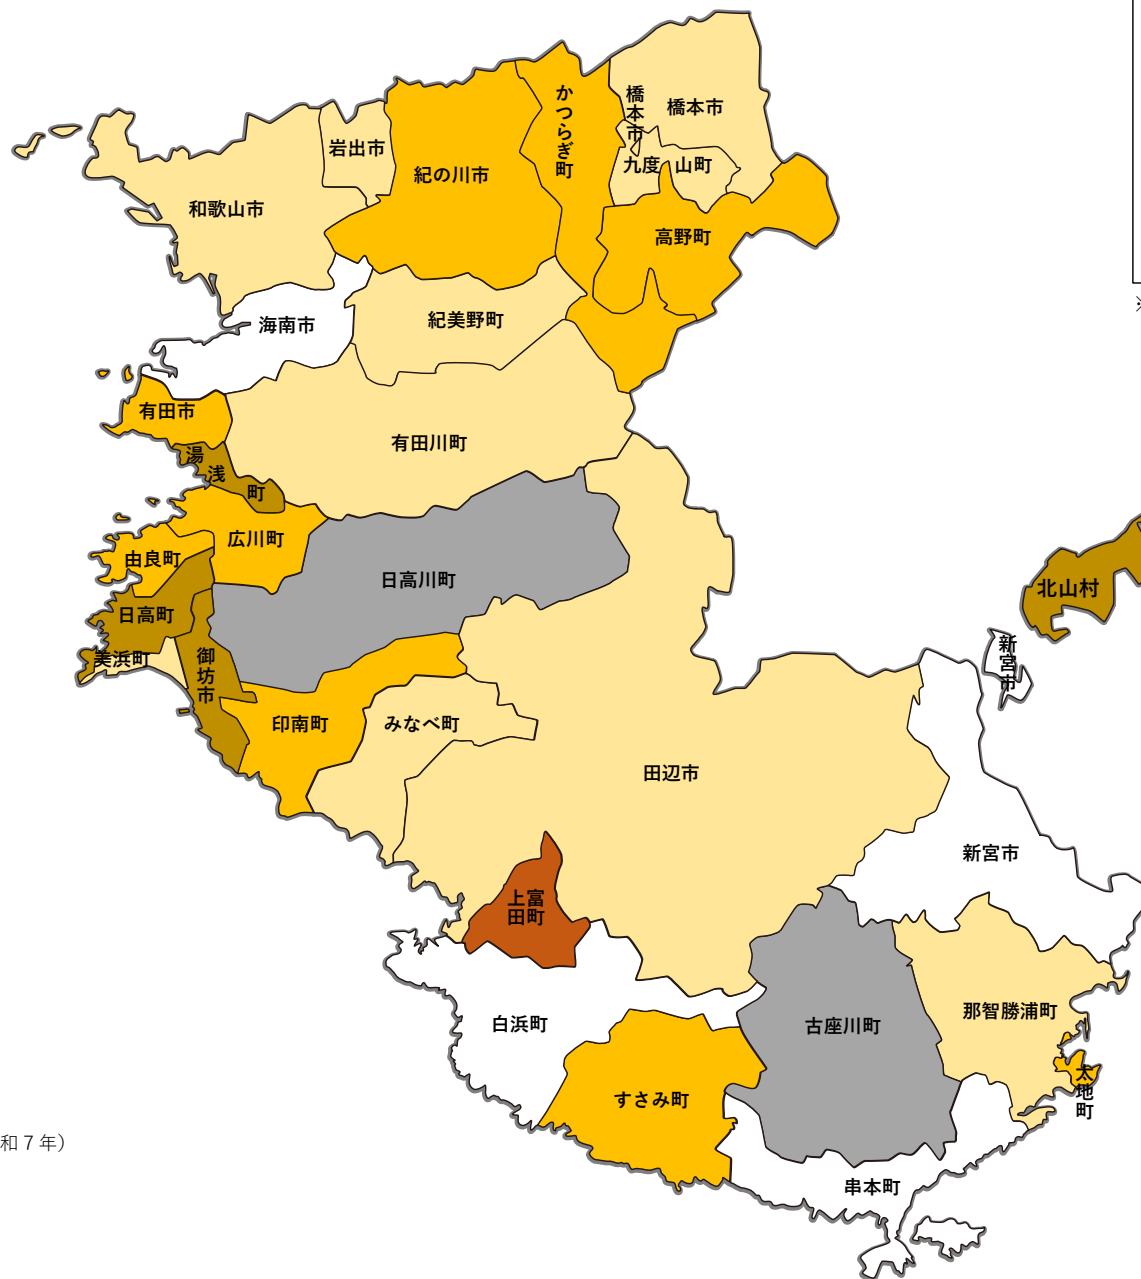 か
つ
ら
ぎ
町
橋
本
市
橋本市
岩出市
九度
山町
紀の川市
和歌山市
高野町
※
海南市
紀美野町
有田市
有田川町
湯
浅
町
広川町
由良町
日高川町
北山村
日高町
美浜町
御
坊
市
新
宮
市
印南町
みなべ町
田辺市
新宮市
上富
田町
白浜町
古座川町
那智勝浦町
すさみ町
太
地
町
和７年）
串本町